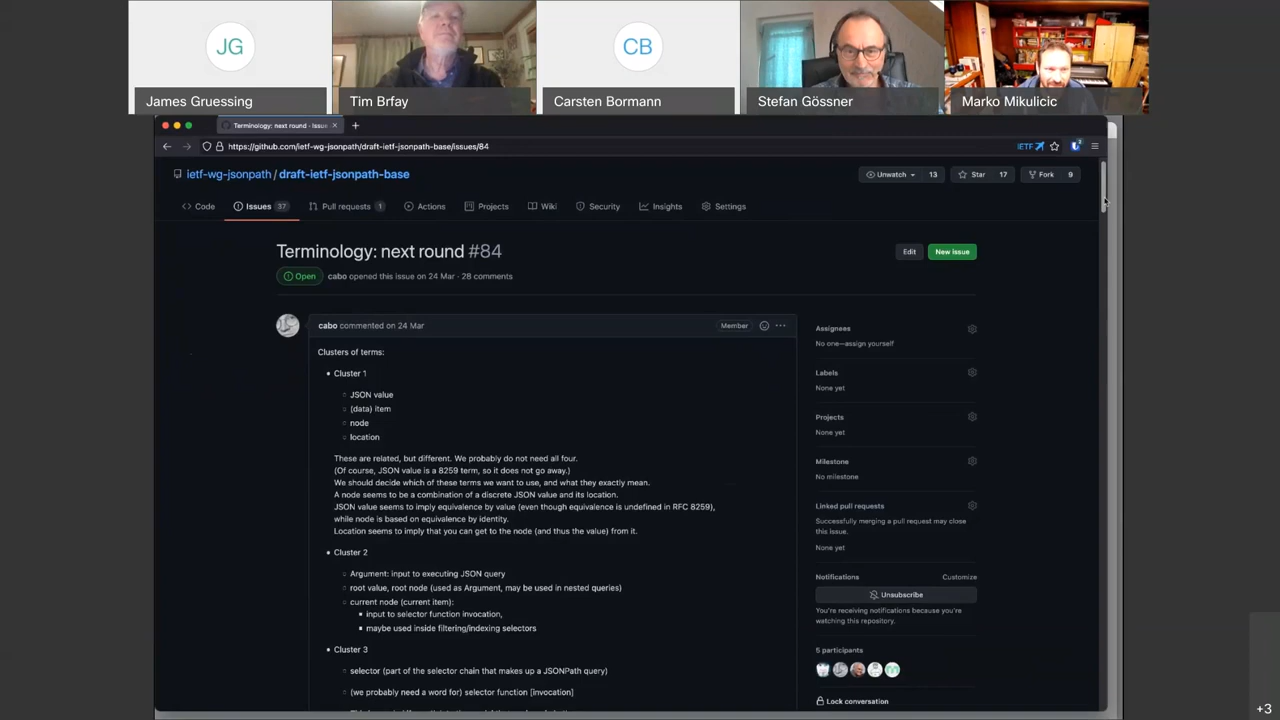 JG
CB
James Gruessing
Tim Brfay
Carsten Bormann
Stefan Gössner
Marko Mikulicic
Terminology: next round · Issue
https://github.com/ietf-wg-jsonpath/draft-ietf-jsonpath-base/issues/84
IETF
ietf-wg-jsonpath / draft-ietf-jsonpath-base
Unwatch 13
Star 17
Fork 9
Code
Issues 37
Pull requests 1
Actions
Projects
Wiki
Security
Insights
Settings
Terminology: next round #84
Edit
New issue
Open
cabo opened this issue on 24 Mar · 28 comments
cabo commented on 24 Mar
Member
Clusters of terms:
Cluster 1
JSON value
(data) item
node
location
These are related, but different. We probably do not need all four.
(Of course, JSON value is a 8259 term, so it does not go away.)
We should decide which of these terms we want to use, and what they exactly mean.
A node seems to be a combination of a discrete JSON value and its location.
JSON value seems to imply equivalence by value (even though equivalence is undefined in RFC 8259),
while node is based on equivalence by identity.
Location seems to imply that you can get to the node (and thus the value) from it.
Cluster 2
Argument: input to executing JSON query
root value, root node (used as Argument, may be used in nested queries)
current node (current item):
input to selector function invocation,
maybe used inside filtering/indexing selectors
Cluster 3
selector (part of the selector chain that makes up a JSONPath query)
(we probably need a word for) selector function [invocation]
Assignees
No one—assign yourself
Labels
None yet
Projects
None yet
Milestone
No milestone
Linked pull requests
Successfully merging a pull request may close
this issue.
None yet
Notifications
Customize
Unsubscribe
You're receiving notifications because you're
watching this repository.
5 participants
Lock conversation
+3